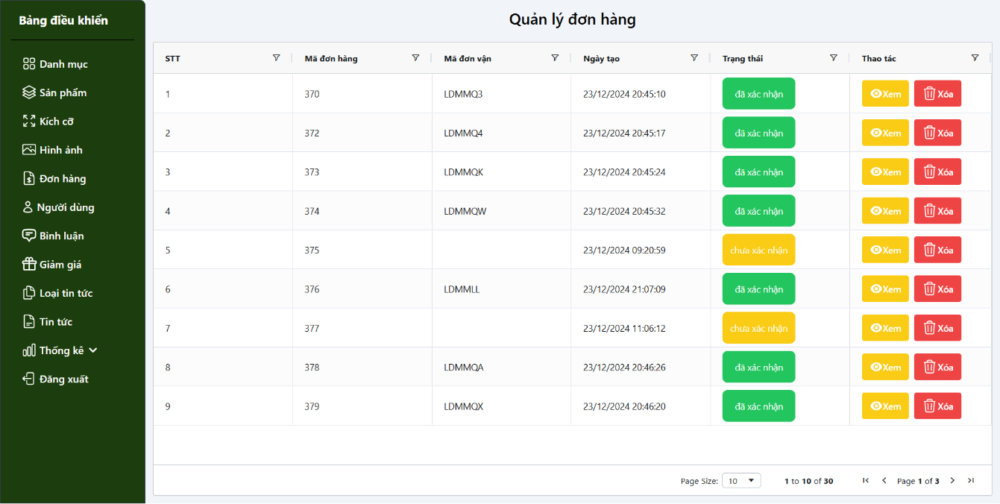 Bảng điều khiển
Danh mục
Sản phẩm
Kích cỡ
Hình ảnh
Đơn hàng
Người dùng
Bình luận
Giảm giá
Loại tin tức
Tin tức
Thống kê
Đăng xuất
Quản lý đơn hàng
STT Mã đơn hàng Mã đơn vận Ngày tạo Trạng thái Thao tác
1 370 LDMMQ3 23/12/2024 20:45:10 đã xác nhận Xem Xóa
2 372 LDMMQ4 23/12/2024 20:45:17 đã xác nhận Xem Xóa
3 373 LDMMQK 23/12/2024 20:45:24 đã xác nhận Xem Xóa
4 374 LDMMQW 23/12/2024 20:45:32 đã xác nhận Xem Xóa
5 375 23/12/2024 09:20:59 chưa xác nhận Xem Xóa
6 376 LDMMLL 23/12/2024 21:07:09 đã xác nhận Xem Xóa
7 377 23/12/2024 11:06:12 chưa xác nhận Xem Xóa
8 378 LDMMQA 23/12/2024 20:46:26 đã xác nhận Xem Xóa
9 379 LDMMQX 23/12/2024 20:46:20 đã xác nhận Xem Xóa
Page Size: 10 1 to 10 of 30 Page 1 of 3